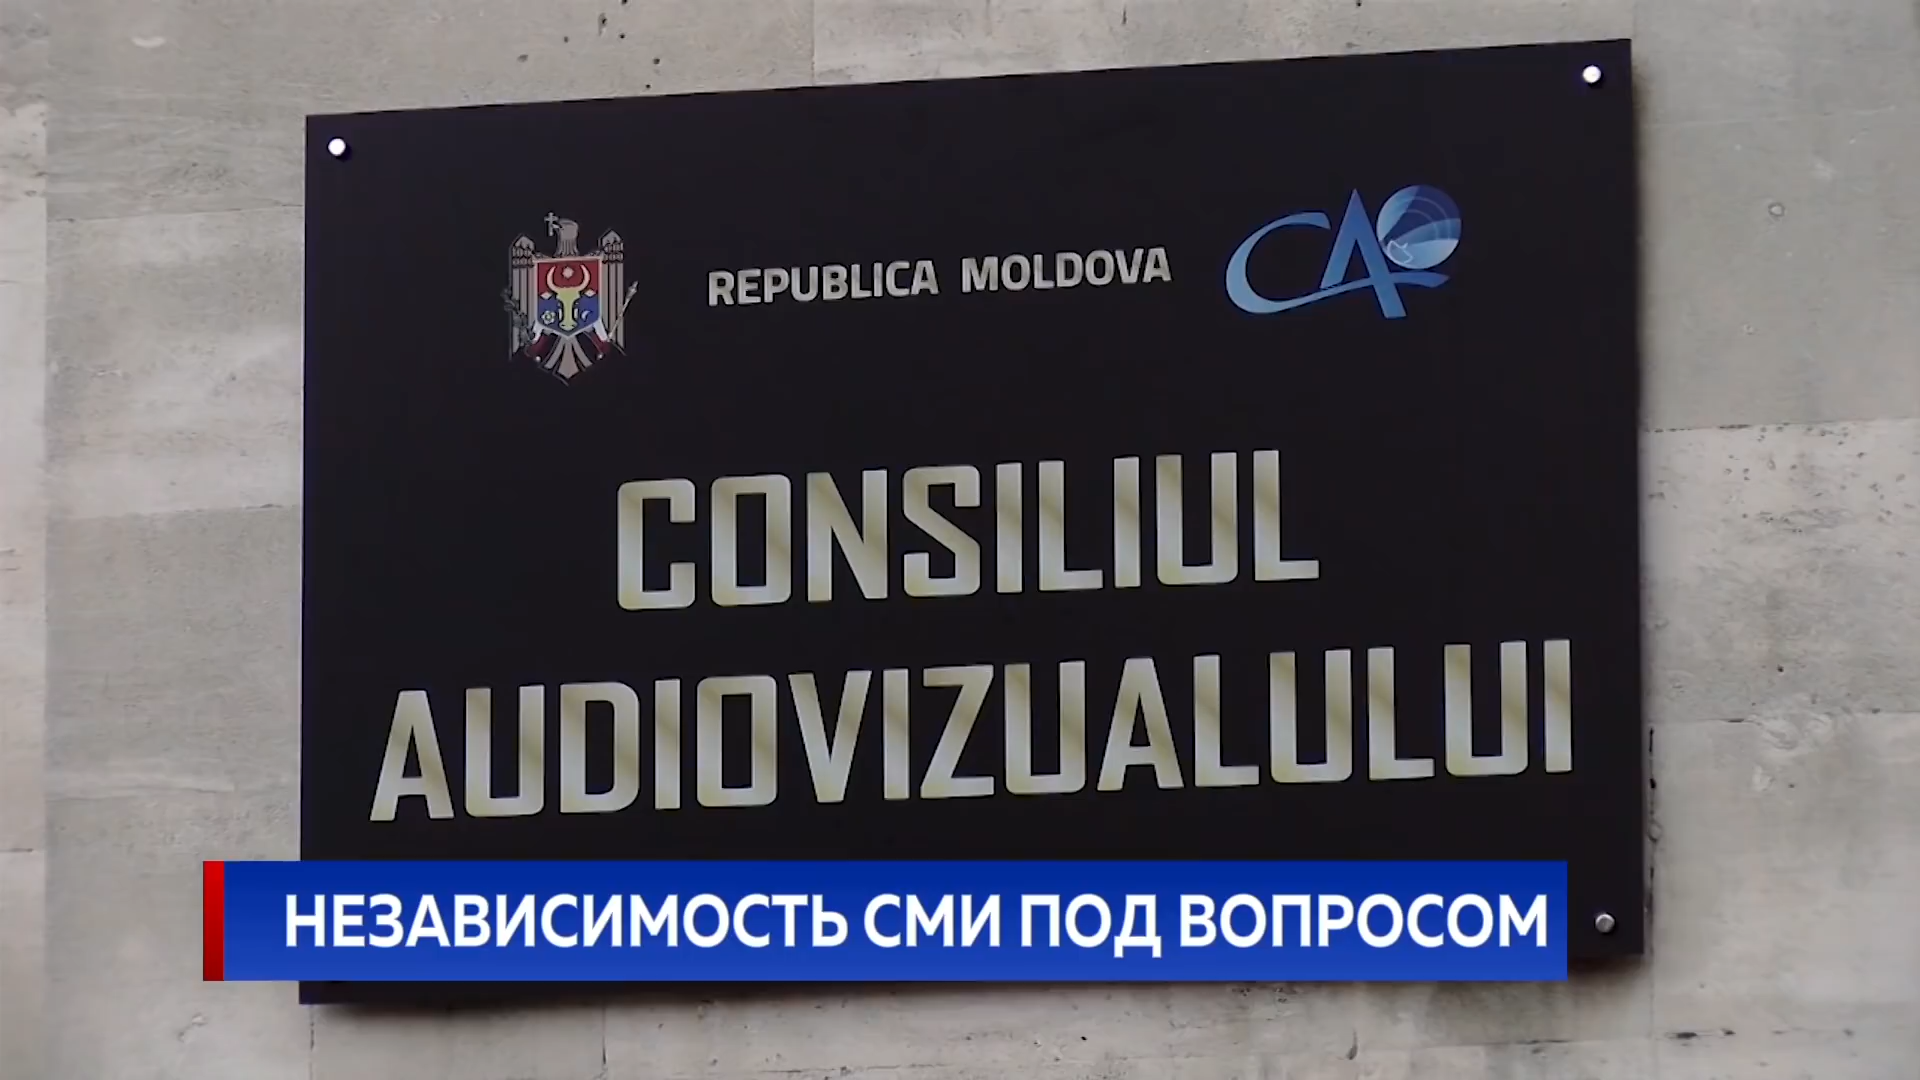 REPUBLICA MOLDOVA
CA
CONSILIUL
AUDIOVIZUALULUI
НЕЗАВИСИМОСТЬ СМИ ПОД ВОПРОСОМ